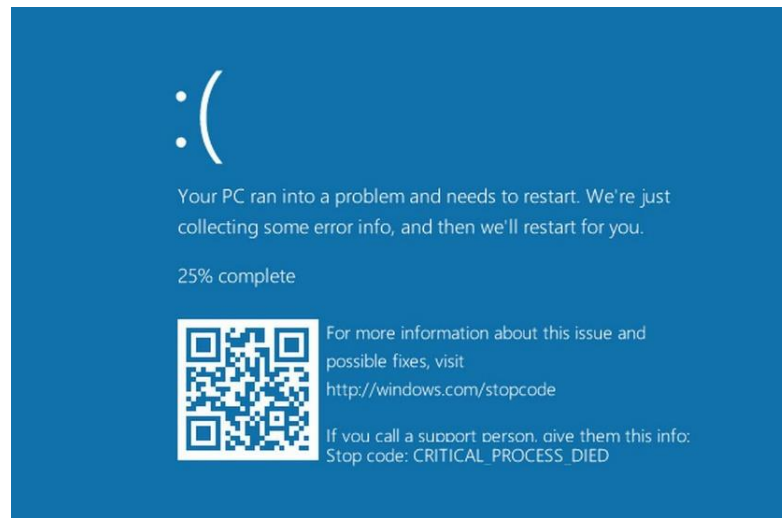 :(
Your PC ran into a problem and needs to restart. We're just
collecting some error info, and then we'll restart for you.
25% complete
For more information about this issue and
possible fixes, visit
http://windows.com/stopcode
If you call a support person, give them this info:
Stop code: CRITICAL_PROCESS_DIED